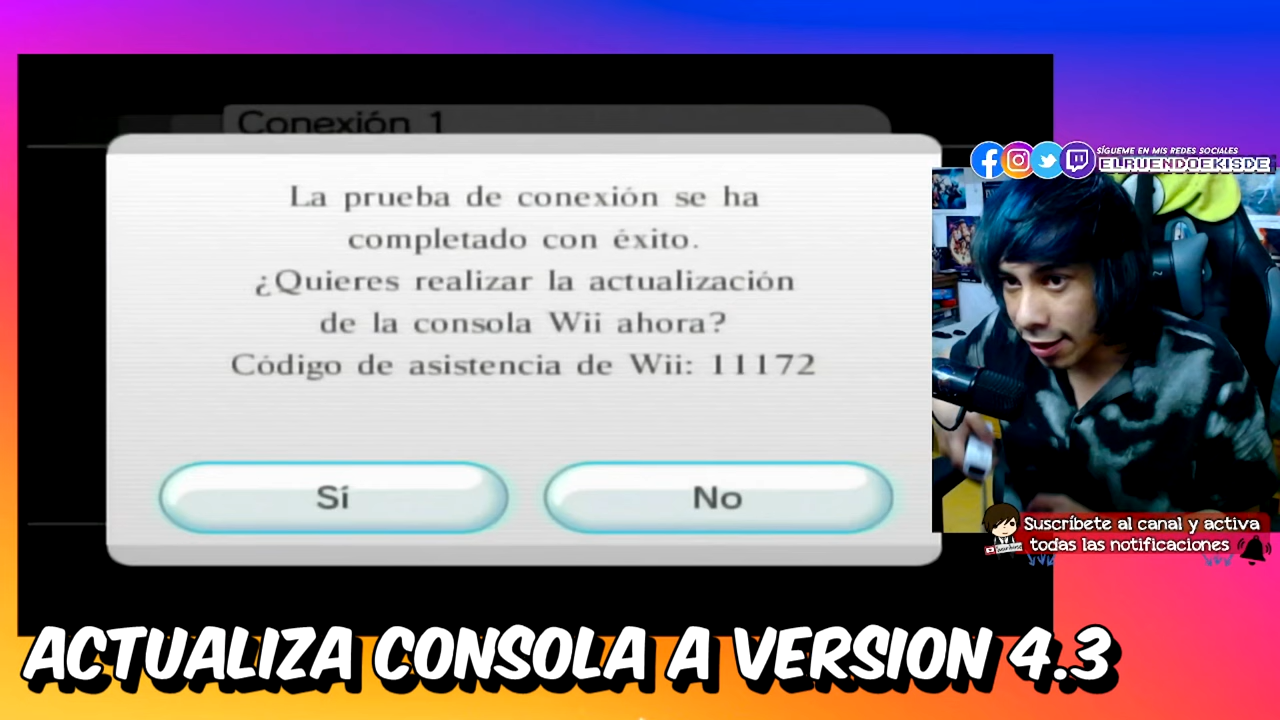 Conexión 1
La prueba de conexión se ha
completado con éxito.
¿Quieres realizar la actualización
de la consola Wii ahora?
Código de asistencia de Wii: 11172
Sí
No
SÍGUEME EN MIS REDES SOCIALES
ELRUENDOEKISDE
Suscríbete al canal y activa
todas las notificaciones
ACTUALIZA CONSOLA A VERSION 4.3